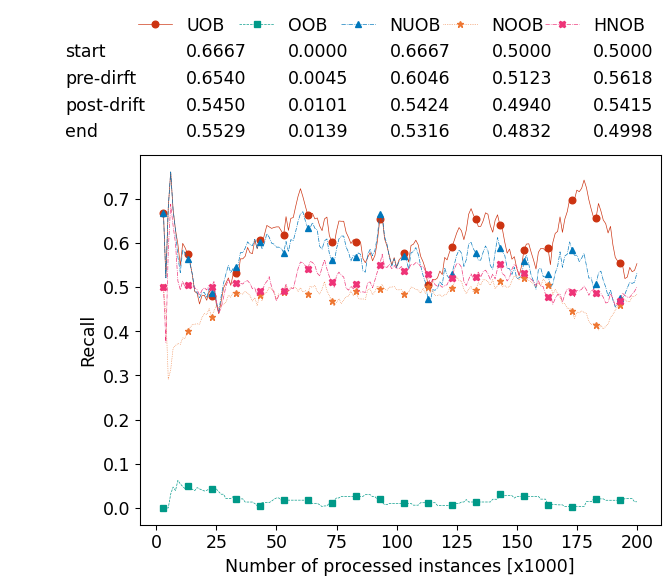 UOB OOB NUOB NOOB HNOB
start 0.6667 0.0000 0.6667 0.5000 0.5000
pre-dirft 0.6540 0.0045 0.6046 0.5123 0.5618
post-drift 0.5450 0.0101 0.5424 0.4940 0.5415
end 0.5529 0.0139 0.5316 0.4832 0.4998
0.7
0.6
0.5
0.4
0.3
0.2
0.1
0.0
Recall
0 25 50 75 100 125 150 175 200
Number of processed instances [x1000]